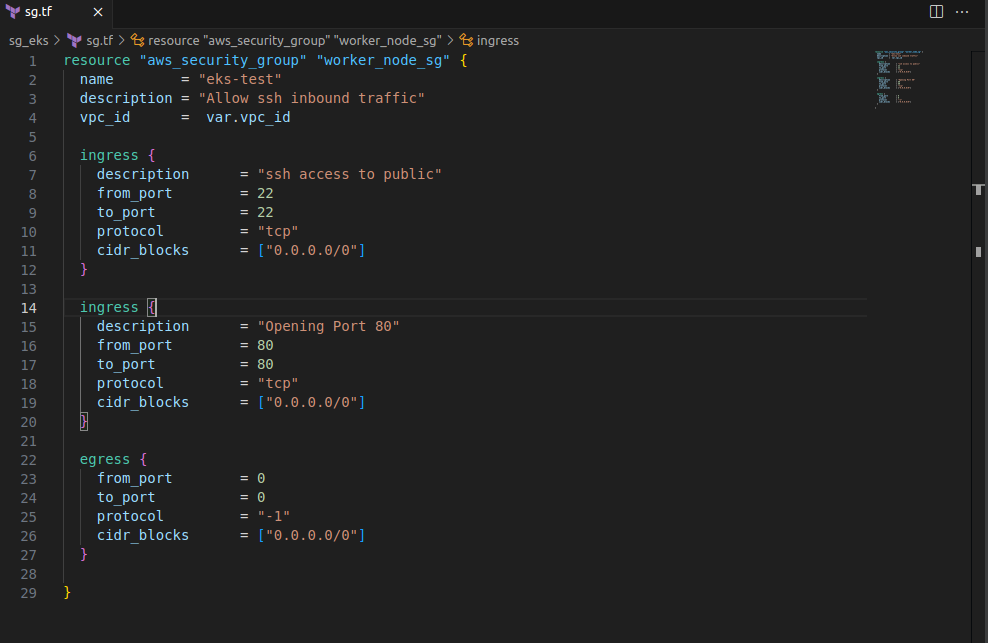 sg.tf
sg_eks > sg.tf > resource "aws_security_group" "worker_node_sg" > ingress
1 resource "aws_security_group" "worker_node_sg" {
2   name        = "eks-test"
3   description = "Allow ssh inbound traffic"
4   vpc_id      =  var.vpc_id
5
6   ingress {
7     description      = "ssh access to public"
8     from_port        = 22
9     to_port          = 22
10     protocol         = "tcp"
11     cidr_blocks      = ["0.0.0.0/0"]
12   }
13
14   ingress {
15     description      = "Opening Port 80"
16     from_port        = 80
17     to_port          = 80
18     protocol         = "tcp"
19     cidr_blocks      = ["0.0.0.0/0"]
20   }
21
22   egress {
23     from_port        = 0
24     to_port          = 0
25     protocol         = "-1"
26     cidr_blocks      = ["0.0.0.0/0"]
27   }
28
29 }